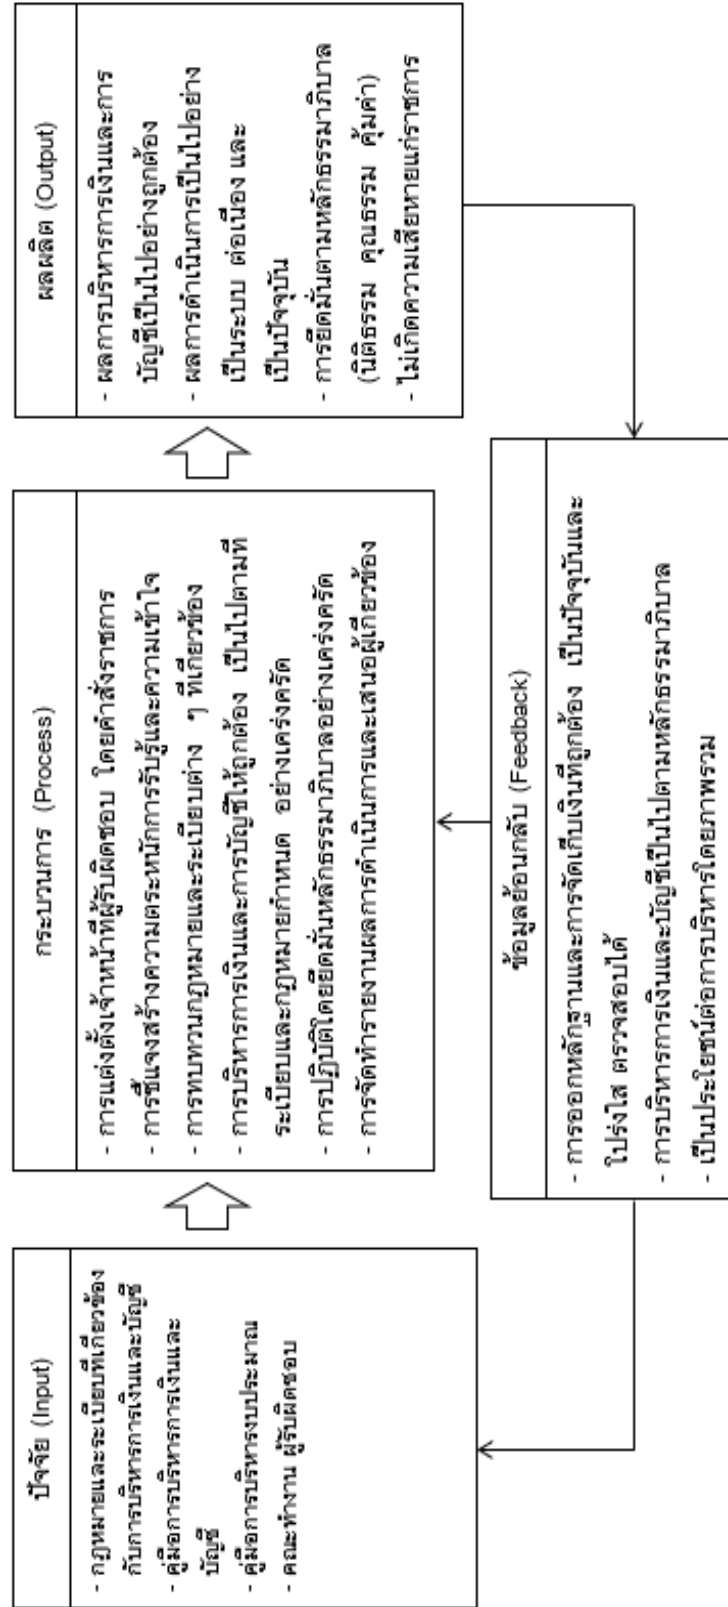 ปัจจัย (Input)
- กฎหมายและระเบียบที่เกี่ยวข้อง
กับการบริหารการเงินและบัญชี
- คู่มือการบริหารการเงินและ
บัญชี
- คู่มือการบริหารงบประมาณ
- คณะทำงาน ผู้รับผิดชอบ
กระบวนการ (Process)
- การแต่งตั้งเจ้าหน้าที่ผู้รับผิดชอบ โดยคำสั่งราชการ
- การชี้แจงสร้างความตระหนักการรับรู้และความเข้าใจ
- การทบทวนกฎหมายและระเบียบต่าง ๆ ที่เกี่ยวข้อง
- การบริหารการเงินและการบัญชีให้ถูกต้อง เป็นไปตามที่
ระเบียบและกฎหมายกำหนด อย่างเคร่งครัด
- การปฏิบัติโดยยึดมั่นหลักธรรมาภิบาลอย่างเคร่งครัด
- การจัดทำรายงานผลการดำเนินการและเสนอผู้เกี่ยวข้อง
ผลผลิต (Output)
- ผลการบริหารการเงินและการ
บัญชีเป็นไปอย่างถูกต้อง
- ผลการดำเนินการเป็นไปอย่าง
เป็นระบบ ต่อเนื่อง และ
เป็นปัจจุบัน
- การยึดมั่นตามหลักธรรมาภิบาล
(นิติธรรม คุณธรรม คุ้มค่า)
- ไม่เกิดความเสียหายแก่ราชการ
ข้อมูลย้อนกลับ (Feedback)
- การออกหลักฐานและการจัดเก็บเงินที่ถูกต้อง เป็นปัจจุบันและ
โปร่งใส ตรวจสอบได้
- การบริหารการเงินและบัญชีเป็นไปตามหลักธรรมาภิบาล
- เป็นประโยชน์ต่อการบริหารโดยภาพรวม